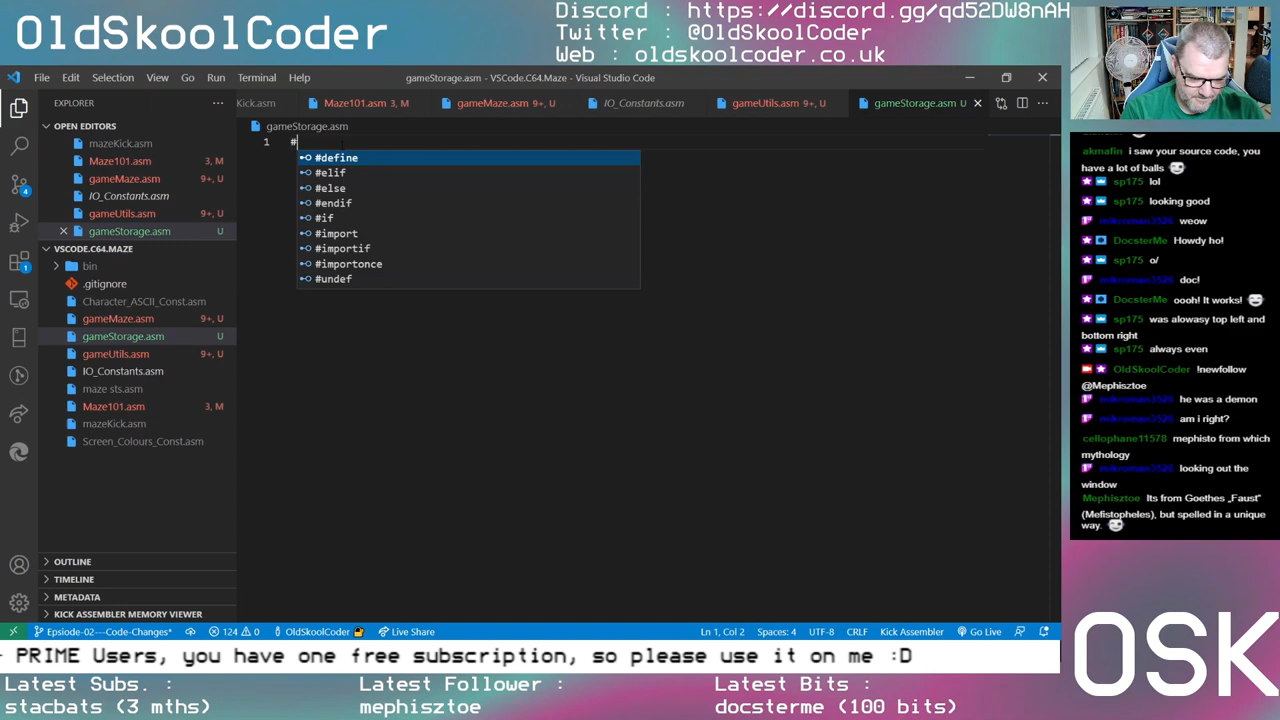 OldSkoolCoder
Discord : https://discord.gg/qd52DW8nAH
Twitter : @OldSkoolCoder
Web : oldskoolcoder.co.uk
File Edit Selection View Go Run Terminal Help
gameStorage.asm - VSCode.C64.Maze - Visual Studio Code
EXPLORER
Kick.asm
Maze101.asm 3, M
gameMaze.asm 9+, U
IO_Constants.asm
gameUtils.asm 9+, U
gameStorage.asm U
OPEN EDITORS
mazeKick.asm
Maze101.asm 3, M
gameMaze.asm 9+, U
IO_Constants.asm
gameUtils.asm 9+, U
gameStorage.asm U
VSCODE.C64.MAZE
bin
.gitignore
Character_ASCII_Const.asm
gameMaze.asm 9+, U
gameStorage.asm U
gameUtils.asm 9+, U
IO_Constants.asm
maze sts.asm
Maze101.asm 3, M
mazeKick.asm
Screen_Colours_Const.asm
OUTLINE
TIMELINE
METADATA
KICK ASSEMBLER MEMORY VIEWER
4
1
gameStorage.asm
1 #
#define
#elif
#else
#endif
#if
#import
#importif
#importonce
#undef
akmafin i saw your source code, you
have a lot of balls
sp175 lol
sp175 looking good
mikroman3526 weow
DocsterMe Howdy ho!
sp175 o/
mikroman3526 doc!
DocsterMe oooh! It works!
sp175 was alowasy top left and
bottom right
sp175 always even
OldSkoolCoder !newfollow
@Mephisztoe
mikroman3526 he was a demon
mikroman3526 am i right?
cellophane11578 mephisto from which
mythology
mikroman3526 looking out the
window
Mephisztoe Its from Goethes „Faust"
(Mefistopheles), but spelled in a unique
way.
Epsiode-02---Code-Changes* 124 0 OldSkoolCoder Live Share Ln 1, Col 2 Spaces: 4 UTF-8 CRLF Kick Assembler Go Live
- PRIME Users, you have one free subscription, so please use it on me :D
Latest Subs. :
stacbats (3 mths)
Latest Follower :
mephisztoe
Latest Bits :
docsterme (100 bits)
OSK